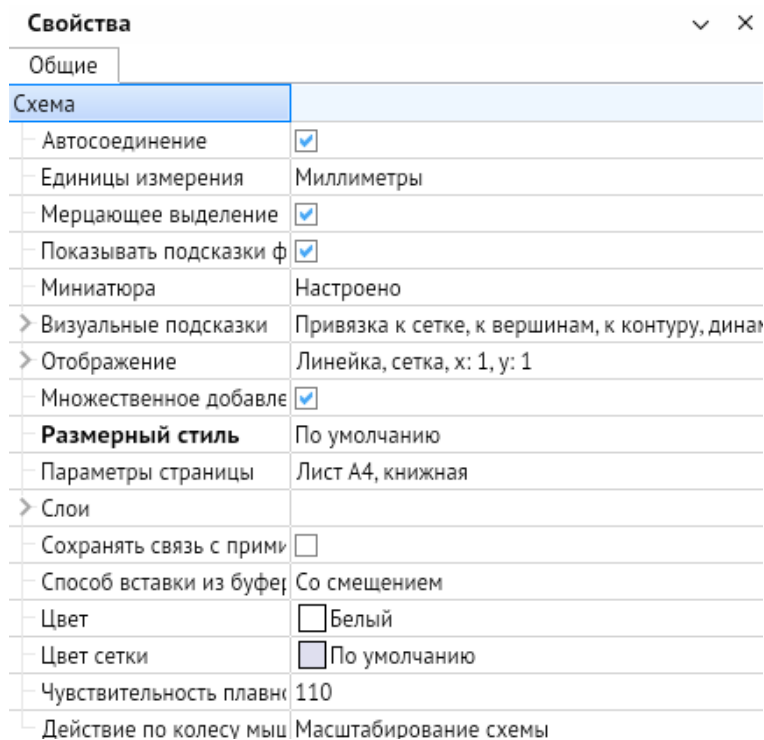 Свойства
Общие
Схема
Автосоединение
Единицы измерения Миллиметры
Мерцающее выделение
Показывать подсказки ф
Миниатюра Настроено
Визуальные подсказки Привязка к сетке, к вершинам, к контуру, динам
Отображение Линейка, сетка, x: 1, y: 1
Множественное добавле
Размерный стиль По умолчанию
Параметры страницы Лист А4, книжная
Слои
Сохранять связь с прими
Способ вставки из буфер Со смещением
Цвет Белый
Цвет сетки По умолчанию
Чувствительность плавно 110
Действие по колесу мыш Масштабирование схемы